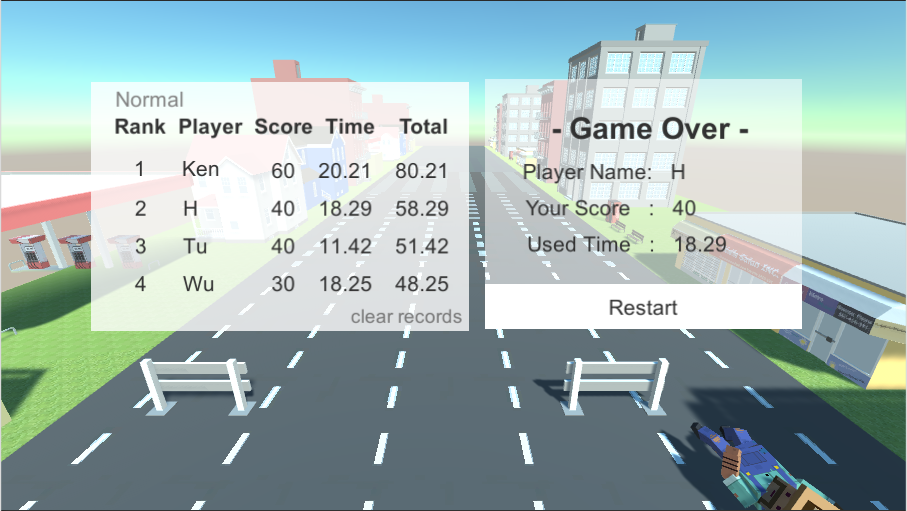 Normal
Rank Player Score Time Total
1 Ken 60 20.21 80.21
2 H 40 18.29 58.29
3 Tu 40 11.42 51.42
4 Wu 30 18.25 48.25
clear records
- Game Over -
Player Name: H
Your Score : 40
Used Time : 18.29
Restart